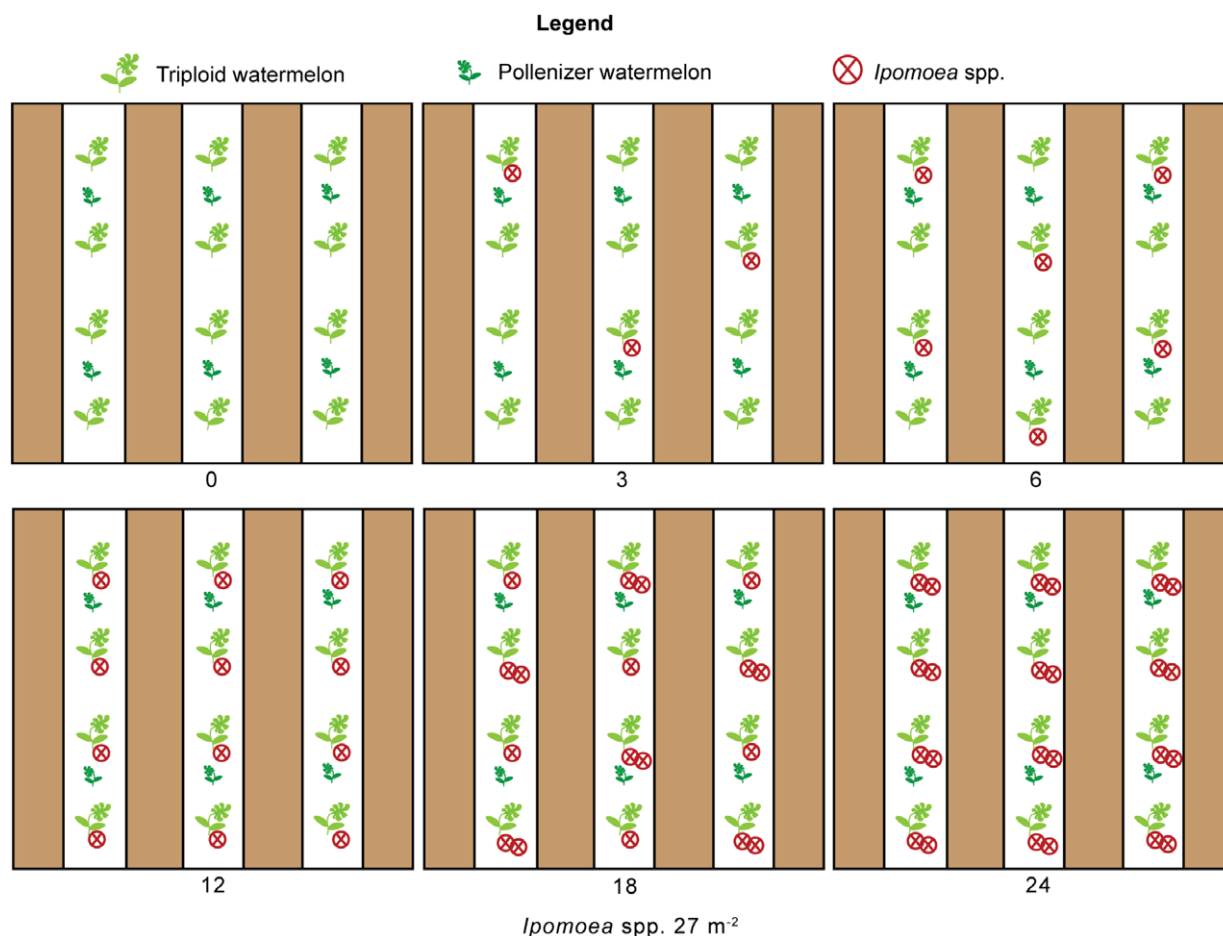 Legend
Triploid watermelon Pollenizer watermelon Ipomoea spp.
0 3 6
12 18 24
Ipomoea spp. 27 m-2